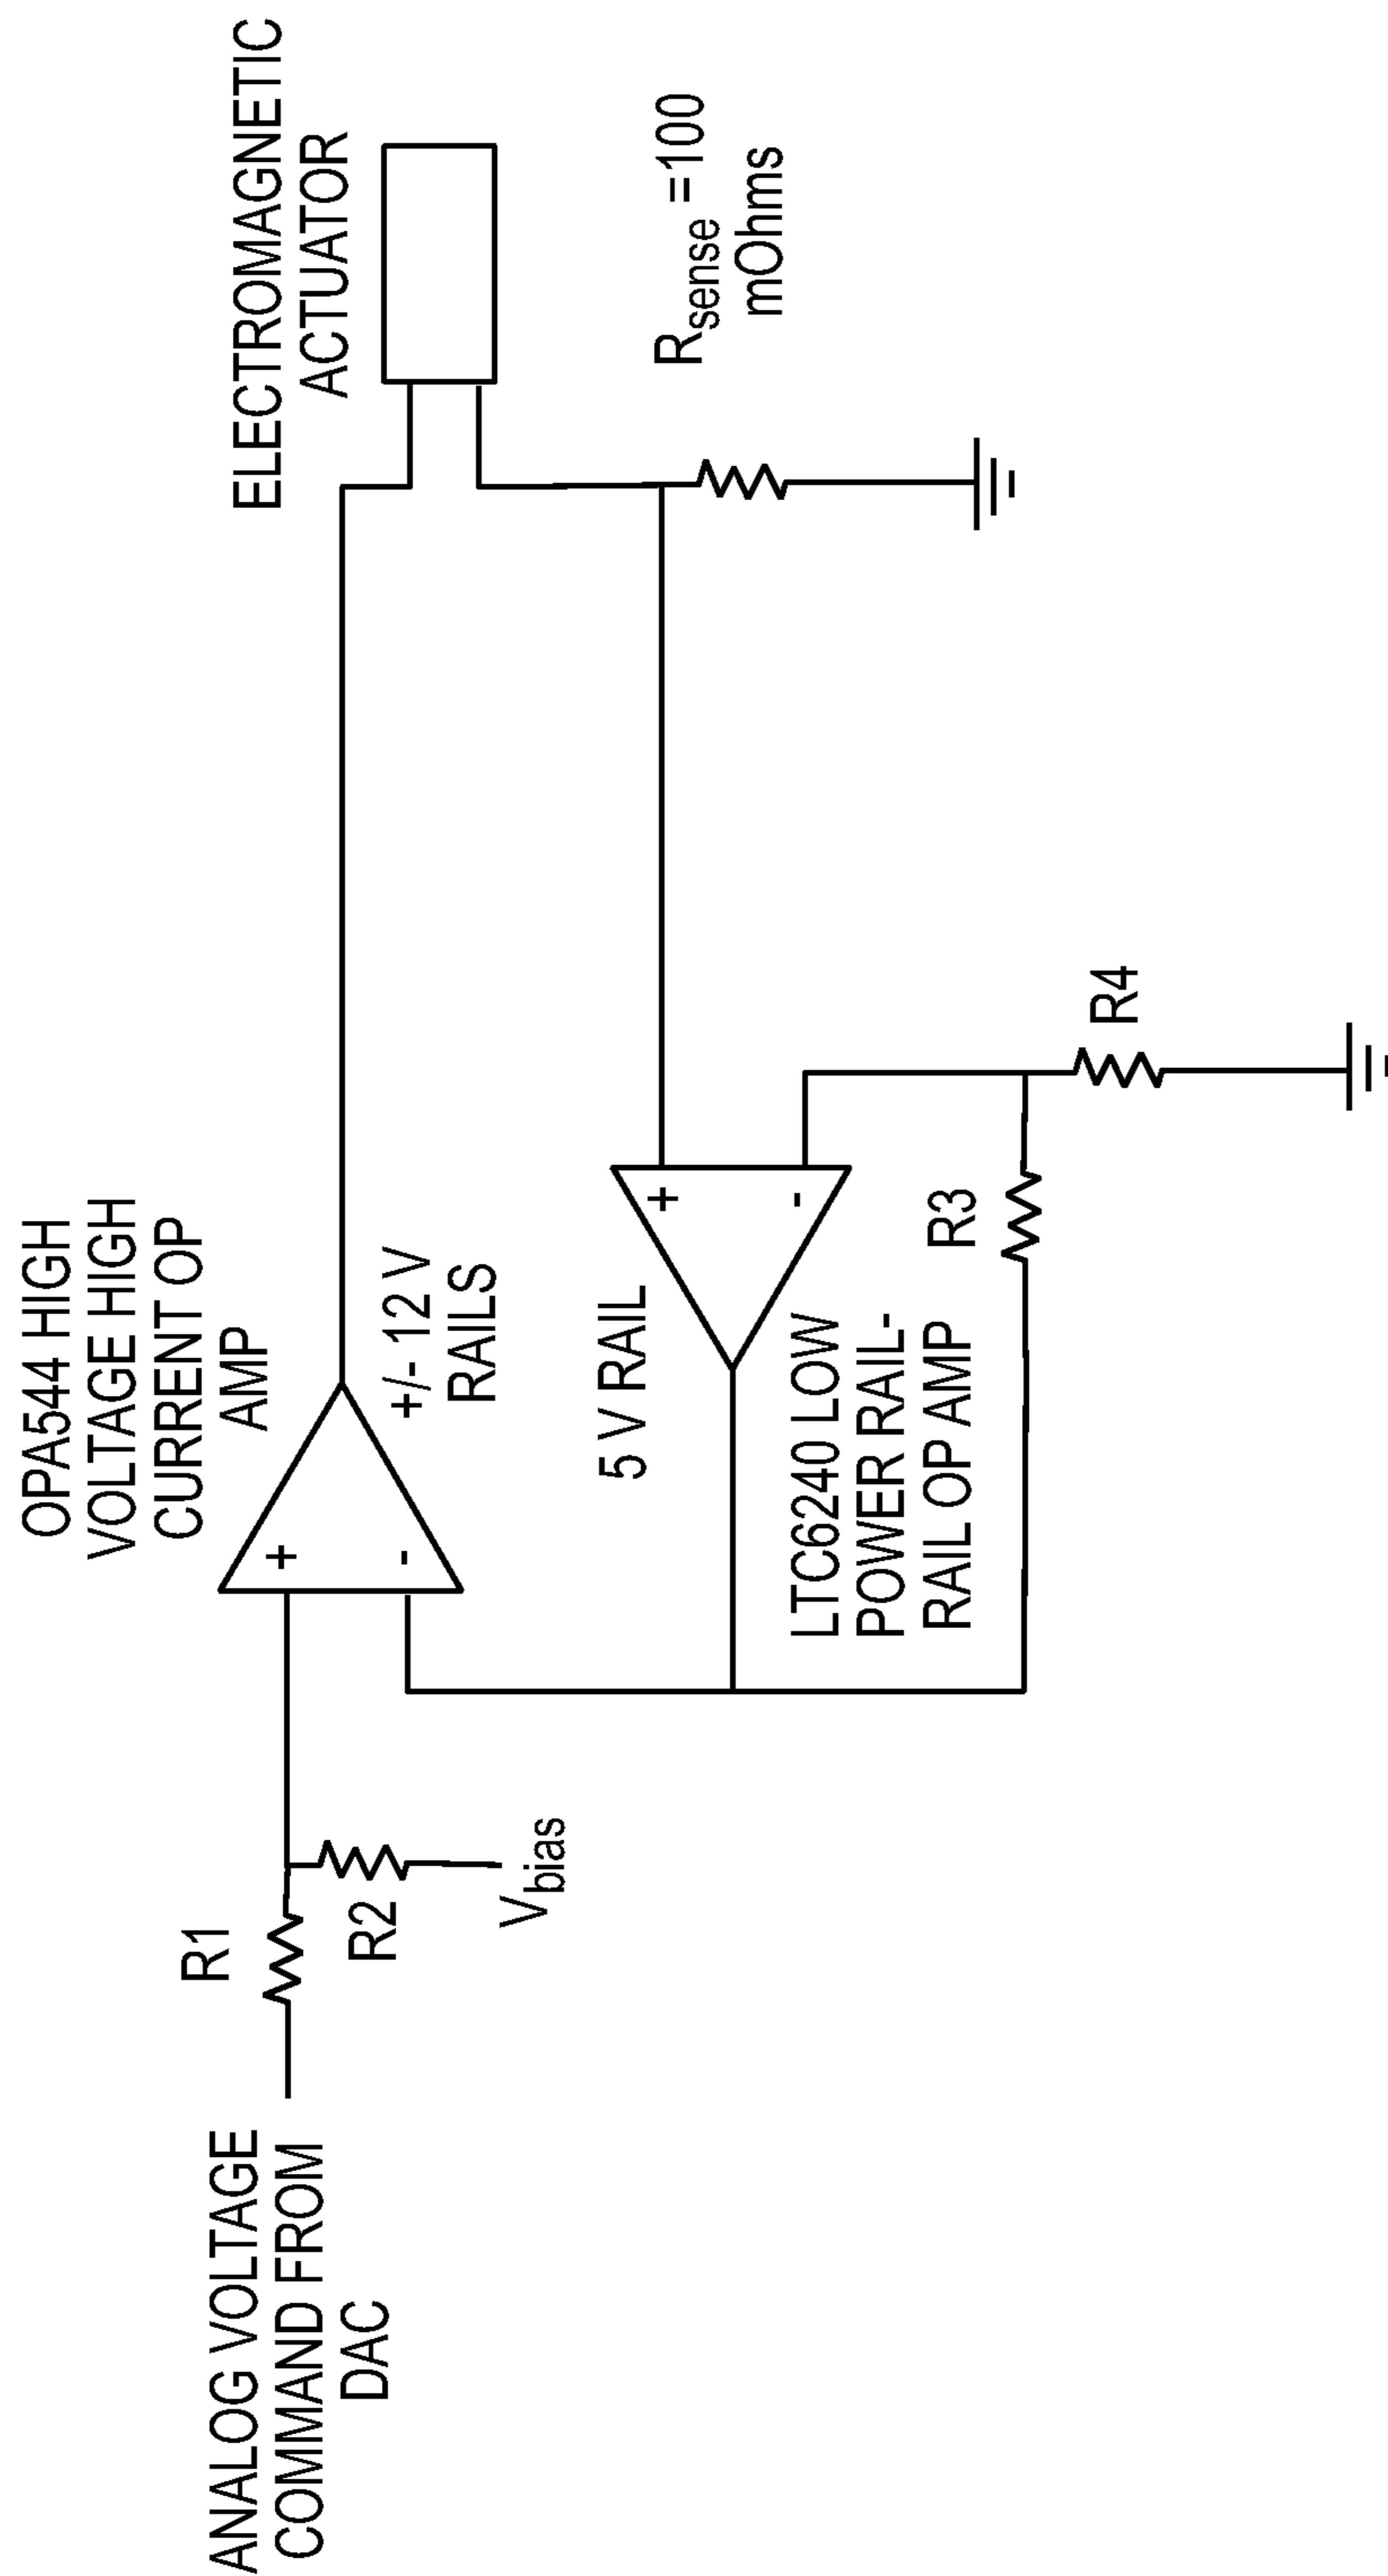 OPA544 HIGH
VOLTAGE HIGH
CURRENT OP
AMP
+/- 12 V
RAILS
ELECTROMAGNETIC
ACTUATOR
ANALOG VOLTAGE
COMMAND FROM
DAC
R1
R2
V_bias
+
-
5 V RAIL
+
-
LTC6240 LOW
POWER RAIL-
RAIL OP AMP
R3
R4
R_sense =100
mOhms